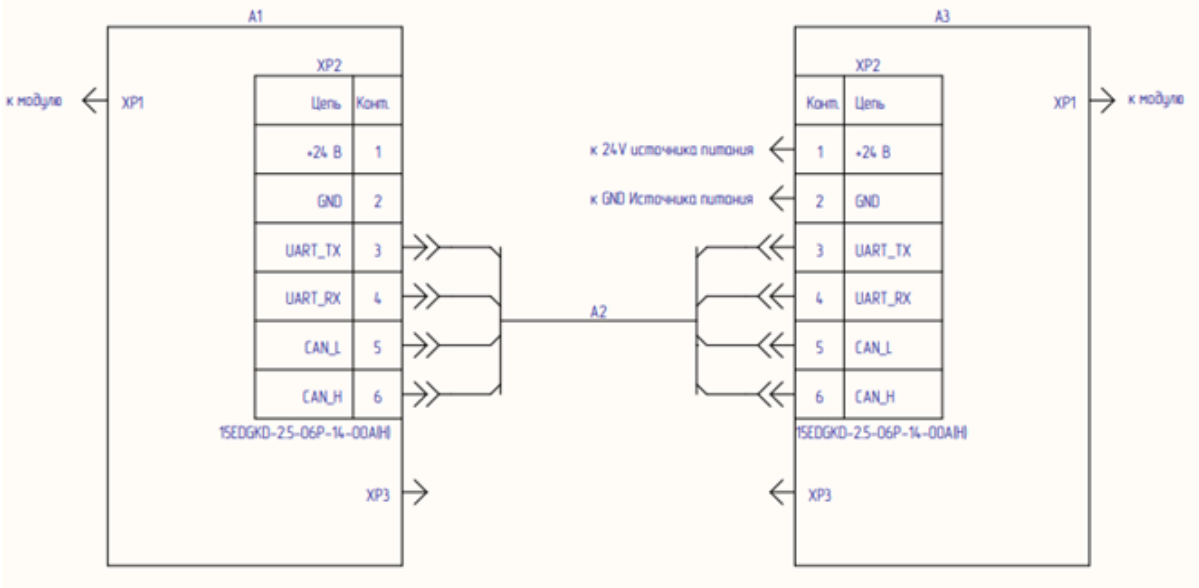 A1
A3
XP2
XP2
к модулю
XP1
Цепь Конт.
Конт. Цепь
XP1
к модулю
+24 В 1
к 24V источника питания
1 +24 В
GND 2
к GND Источника питания
2 GND
UART_TX 3
3 UART_TX
UART_RX 4
4 UART_RX
A2
CAN_L 5
5 CAN_L
CAN_H 6
6 CAN_H
15EDGKD-2.5-06P-14-00A(H)
15EDGKD-2.5-06P-14-00A(H)
XP3
XP3